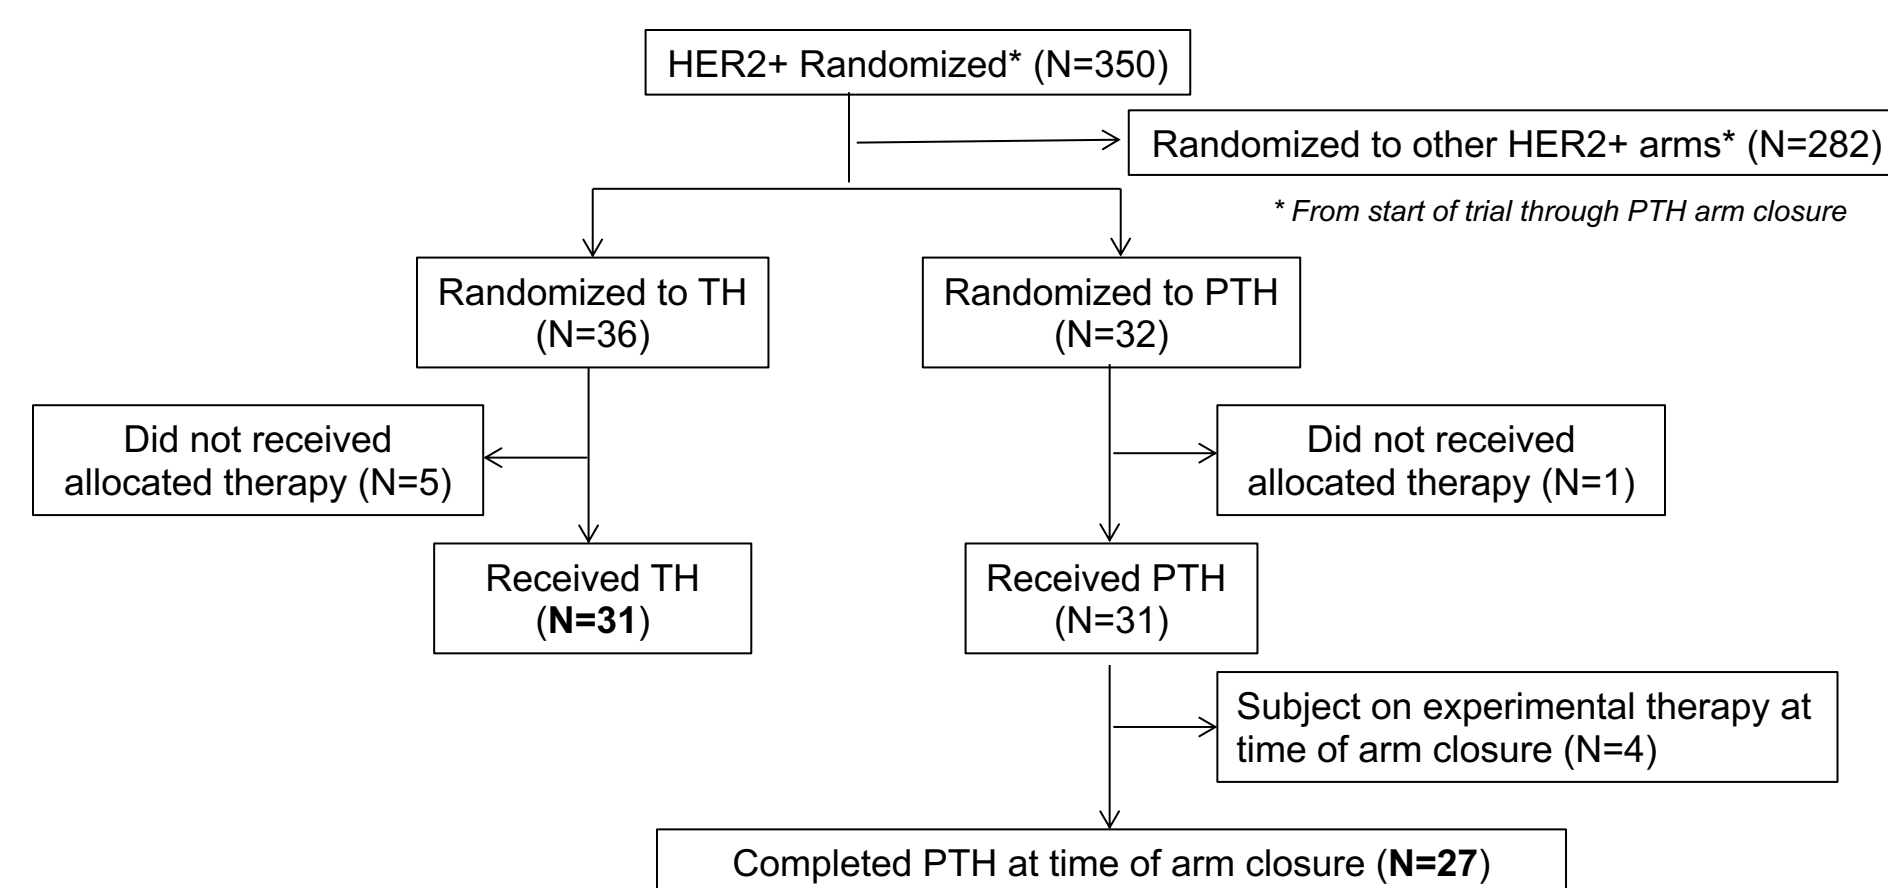 HER2+ Randomized* (N=350)
Randomized to other HER2+ arms* (N=282)
* From start of trial through PTH arm closure
Randomized to TH
(N=36)
Randomized to PTH
(N=32)
Did not received
allocated therapy (N=5)
Did not received
allocated therapy (N=1)
Received TH
(N=31)
Received PTH
(N=31)
Subject on experimental therapy at
time of arm closure (N=4)
Completed PTH at time of arm closure (N=27)